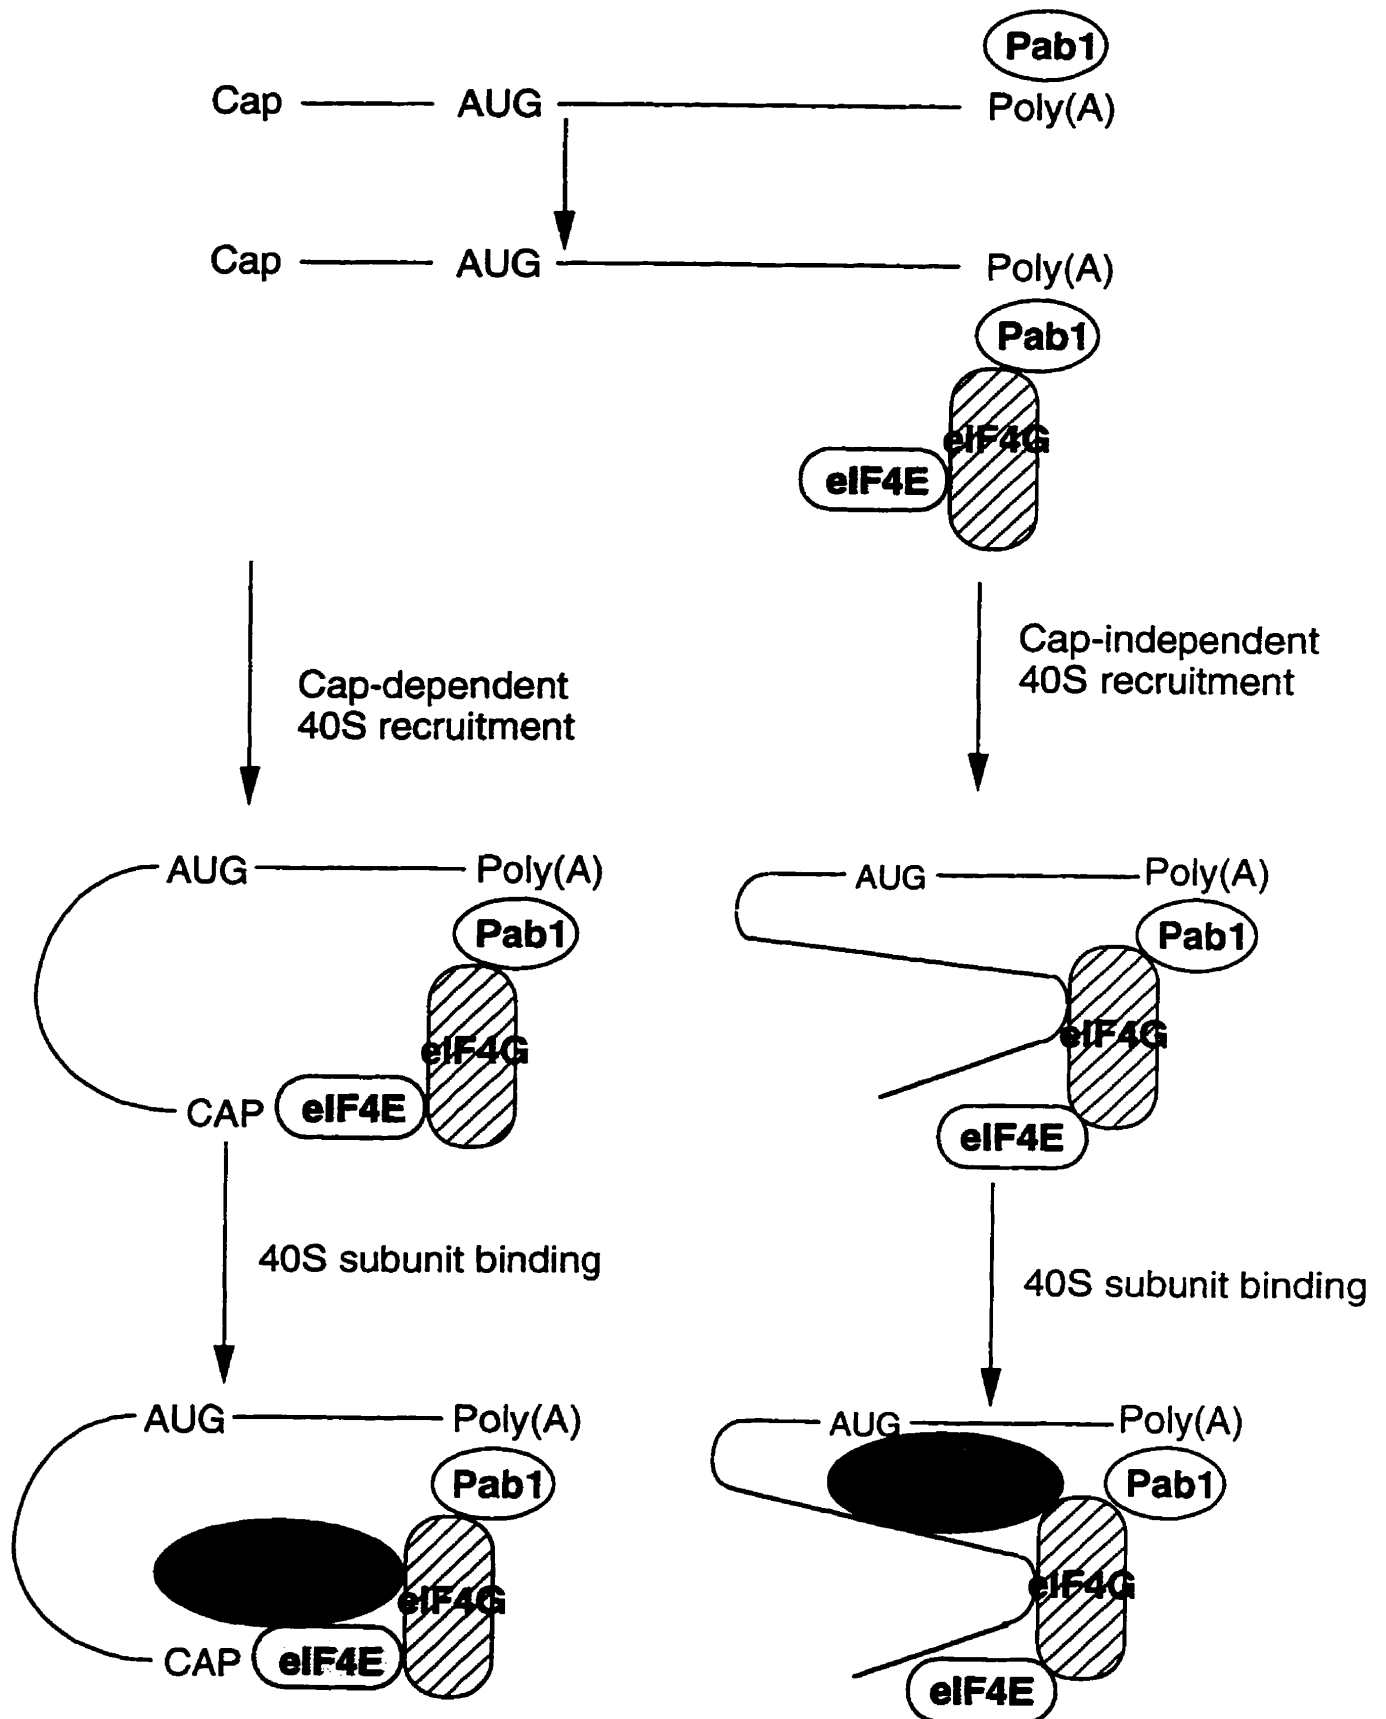 Pab1
Cap AUG Poly(A)
Cap AUG Poly(A)
Pab1
eIF4G
eIF4E
Cap-dependent
40S recruitment
Cap-independent
40S recruitment
AUG Poly(A)
Pab1
eIF4G
CAP eIF4E
AUG Poly(A)
Pab1
eIF4G
eIF4E
40S subunit binding
40S subunit binding
AUG Poly(A)
Pab1
eIF4G
CAP eIF4E
AUG Poly(A)
Pab1
eIF4G
eIF4E